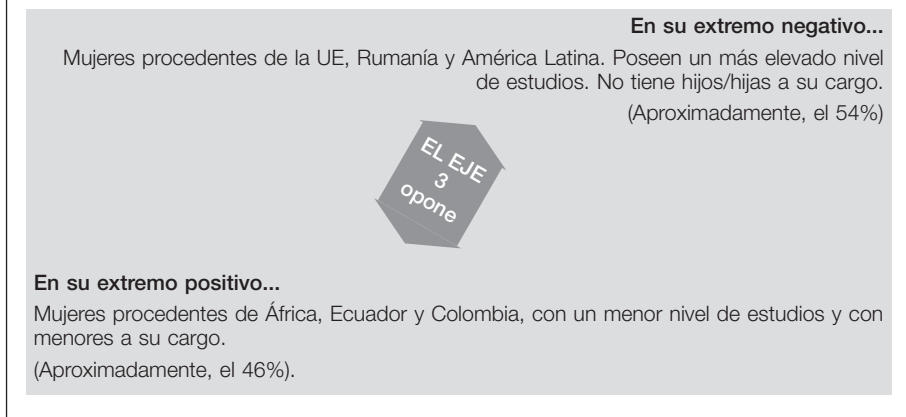 En su extremo negativo...
Mujeres procedentes de la UE, Rumanía y América Latina. Poseen un más elevado nivel
de estudios. No tiene hijos/hijas a su cargo.
(Aproximadamente, el 54%)
EL EJE
3
opone
En su extremo positivo...
Mujeres procedentes de África, Ecuador y Colombia, con un menor nivel de estudios y con
menores a su cargo.
(Aproximadamente, el 46%).